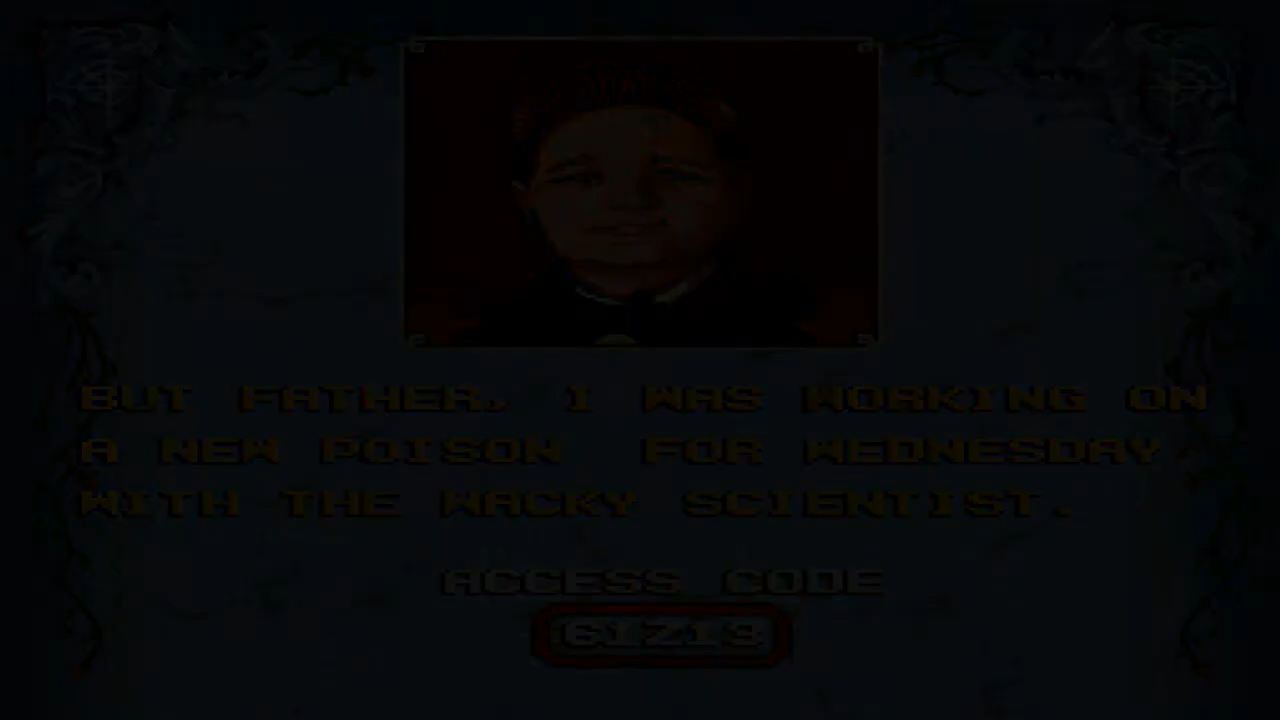 BUT FATHER, I WAS WORKING ON
A NEW POISON FOR WEDNESDAY
WITH THE WACKY SCIENTIST.
ACCESS CODE
61Z13